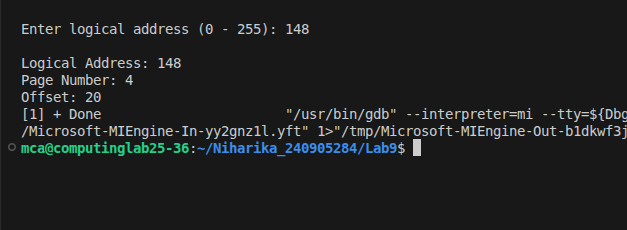 Enter logical address (0 - 255): 148
Logical Address: 148
Page Number: 4
Offset: 20
[1] + Done "/usr/bin/gdb" --interpreter=mi --tty=${Dbg
/Microsoft-MIEngine-In-yy2gnz1l.yft" 1>"/tmp/Microsoft-MIEngine-Out-b1dkwf3j
mca@computinglab25-36:~/Niharika_240905284/Lab9$